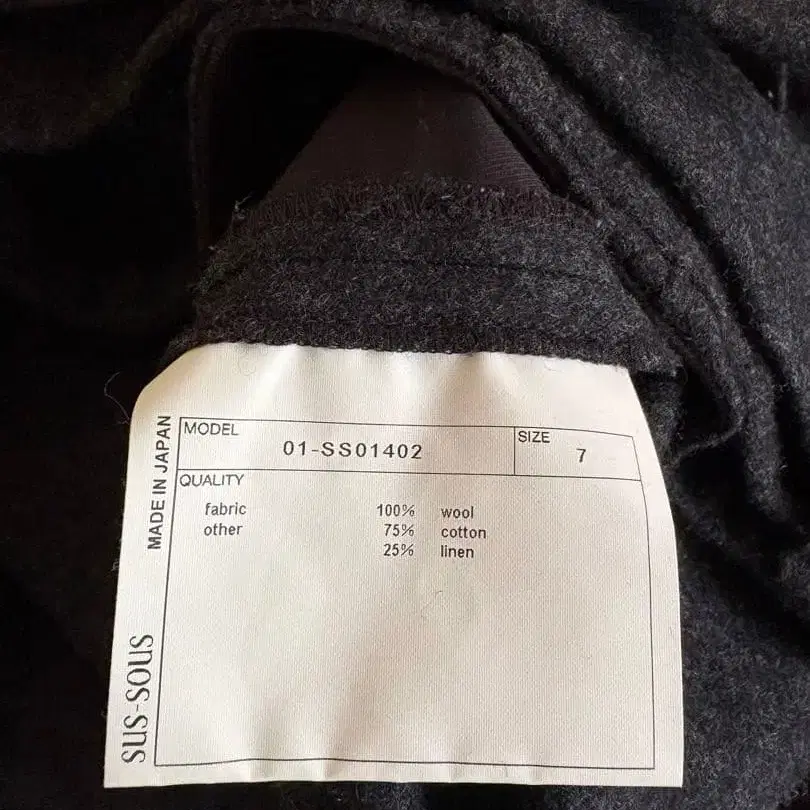 MODEL 01-SS01402 SIZE 7
QUALITY
fabric 100% wool
other 75% cotton
25% linen
MADE IN JAPAN
sus-sous